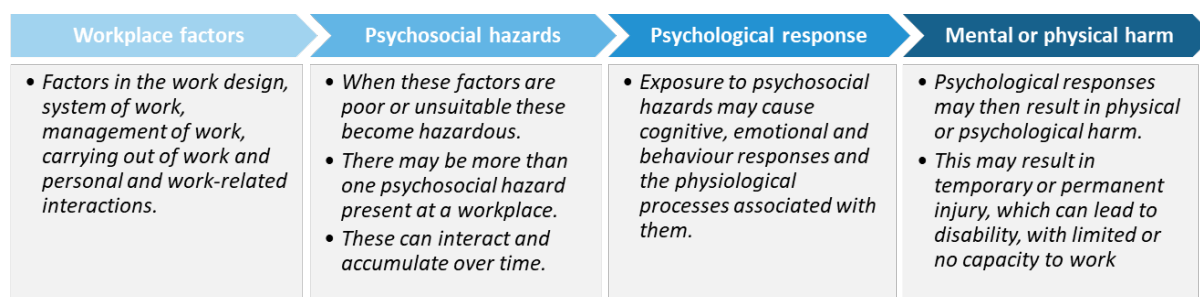 Workplace factors
Psychosocial hazards
Psychological response
Mental or physical harm
• Factors in the work design,
system of work,
management of work,
carrying out of work and
personal and work-related
interactions.
• When these factors are
poor or unsuitable these
become hazardous.
• There may be more than
one psychosocial hazard
present at a workplace.
• These can interact and
accumulate over time.
• Exposure to psychosocial
hazards may cause
cognitive, emotional and
behaviour responses and
the physiological
processes associated with
them.
• Psychological responses
may then result in physical
or psychological harm.
• This may result in
temporary or permanent
injury, which can lead to
disability, with limited or
no capacity to work